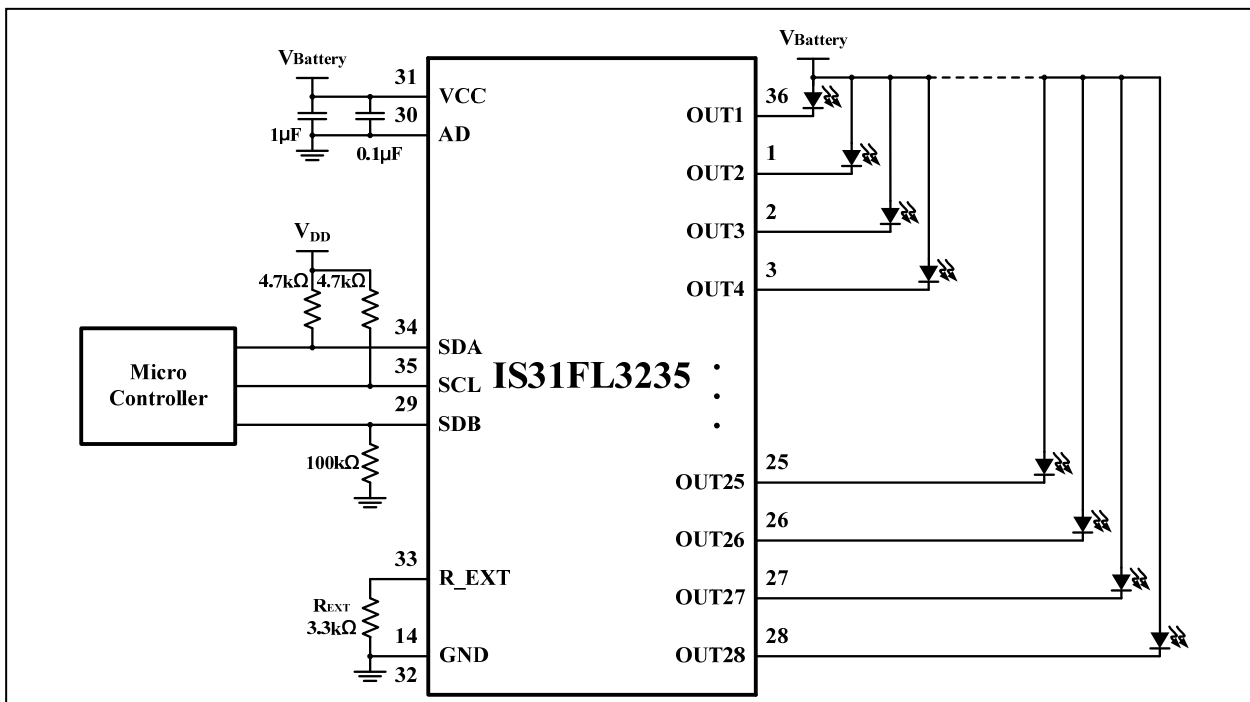 VBattery
31
VCC
30
AD
1µF
0.1µF
VDD
4.7kΩ 4.7kΩ
34
SDA
35
SCL
29
SDB
Micro
Controller
100kΩ
33
R_EXT
REXT
3.3kΩ
14
GND
32
IS31FL3235
VBattery
36
OUT1
1
OUT2
2
OUT3
3
OUT4
25
OUT25
26
OUT26
27
OUT27
28
OUT28